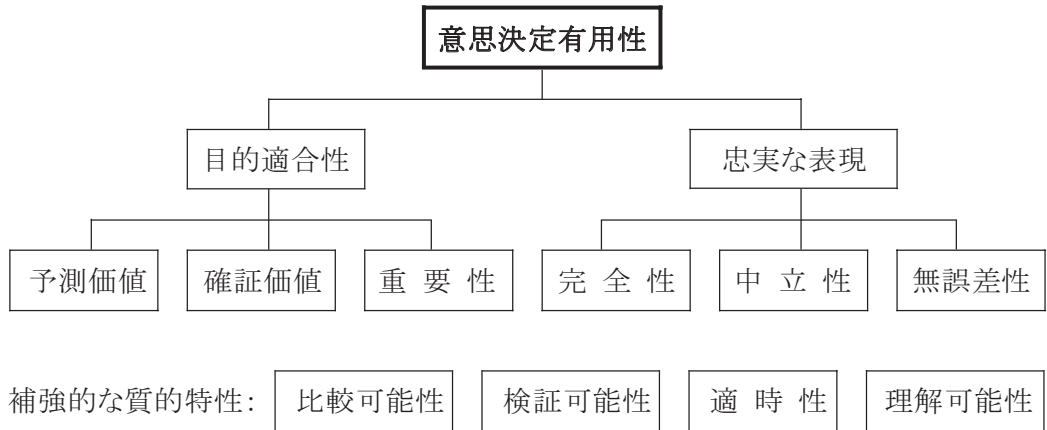 意思決定有用性
目的適合性 忠実な表現
予測価値 確証価値 重要性 完全性 中立性 無誤差性
補強的な質的特性: 比較可能性 検証可能性 適時性 理解可能性